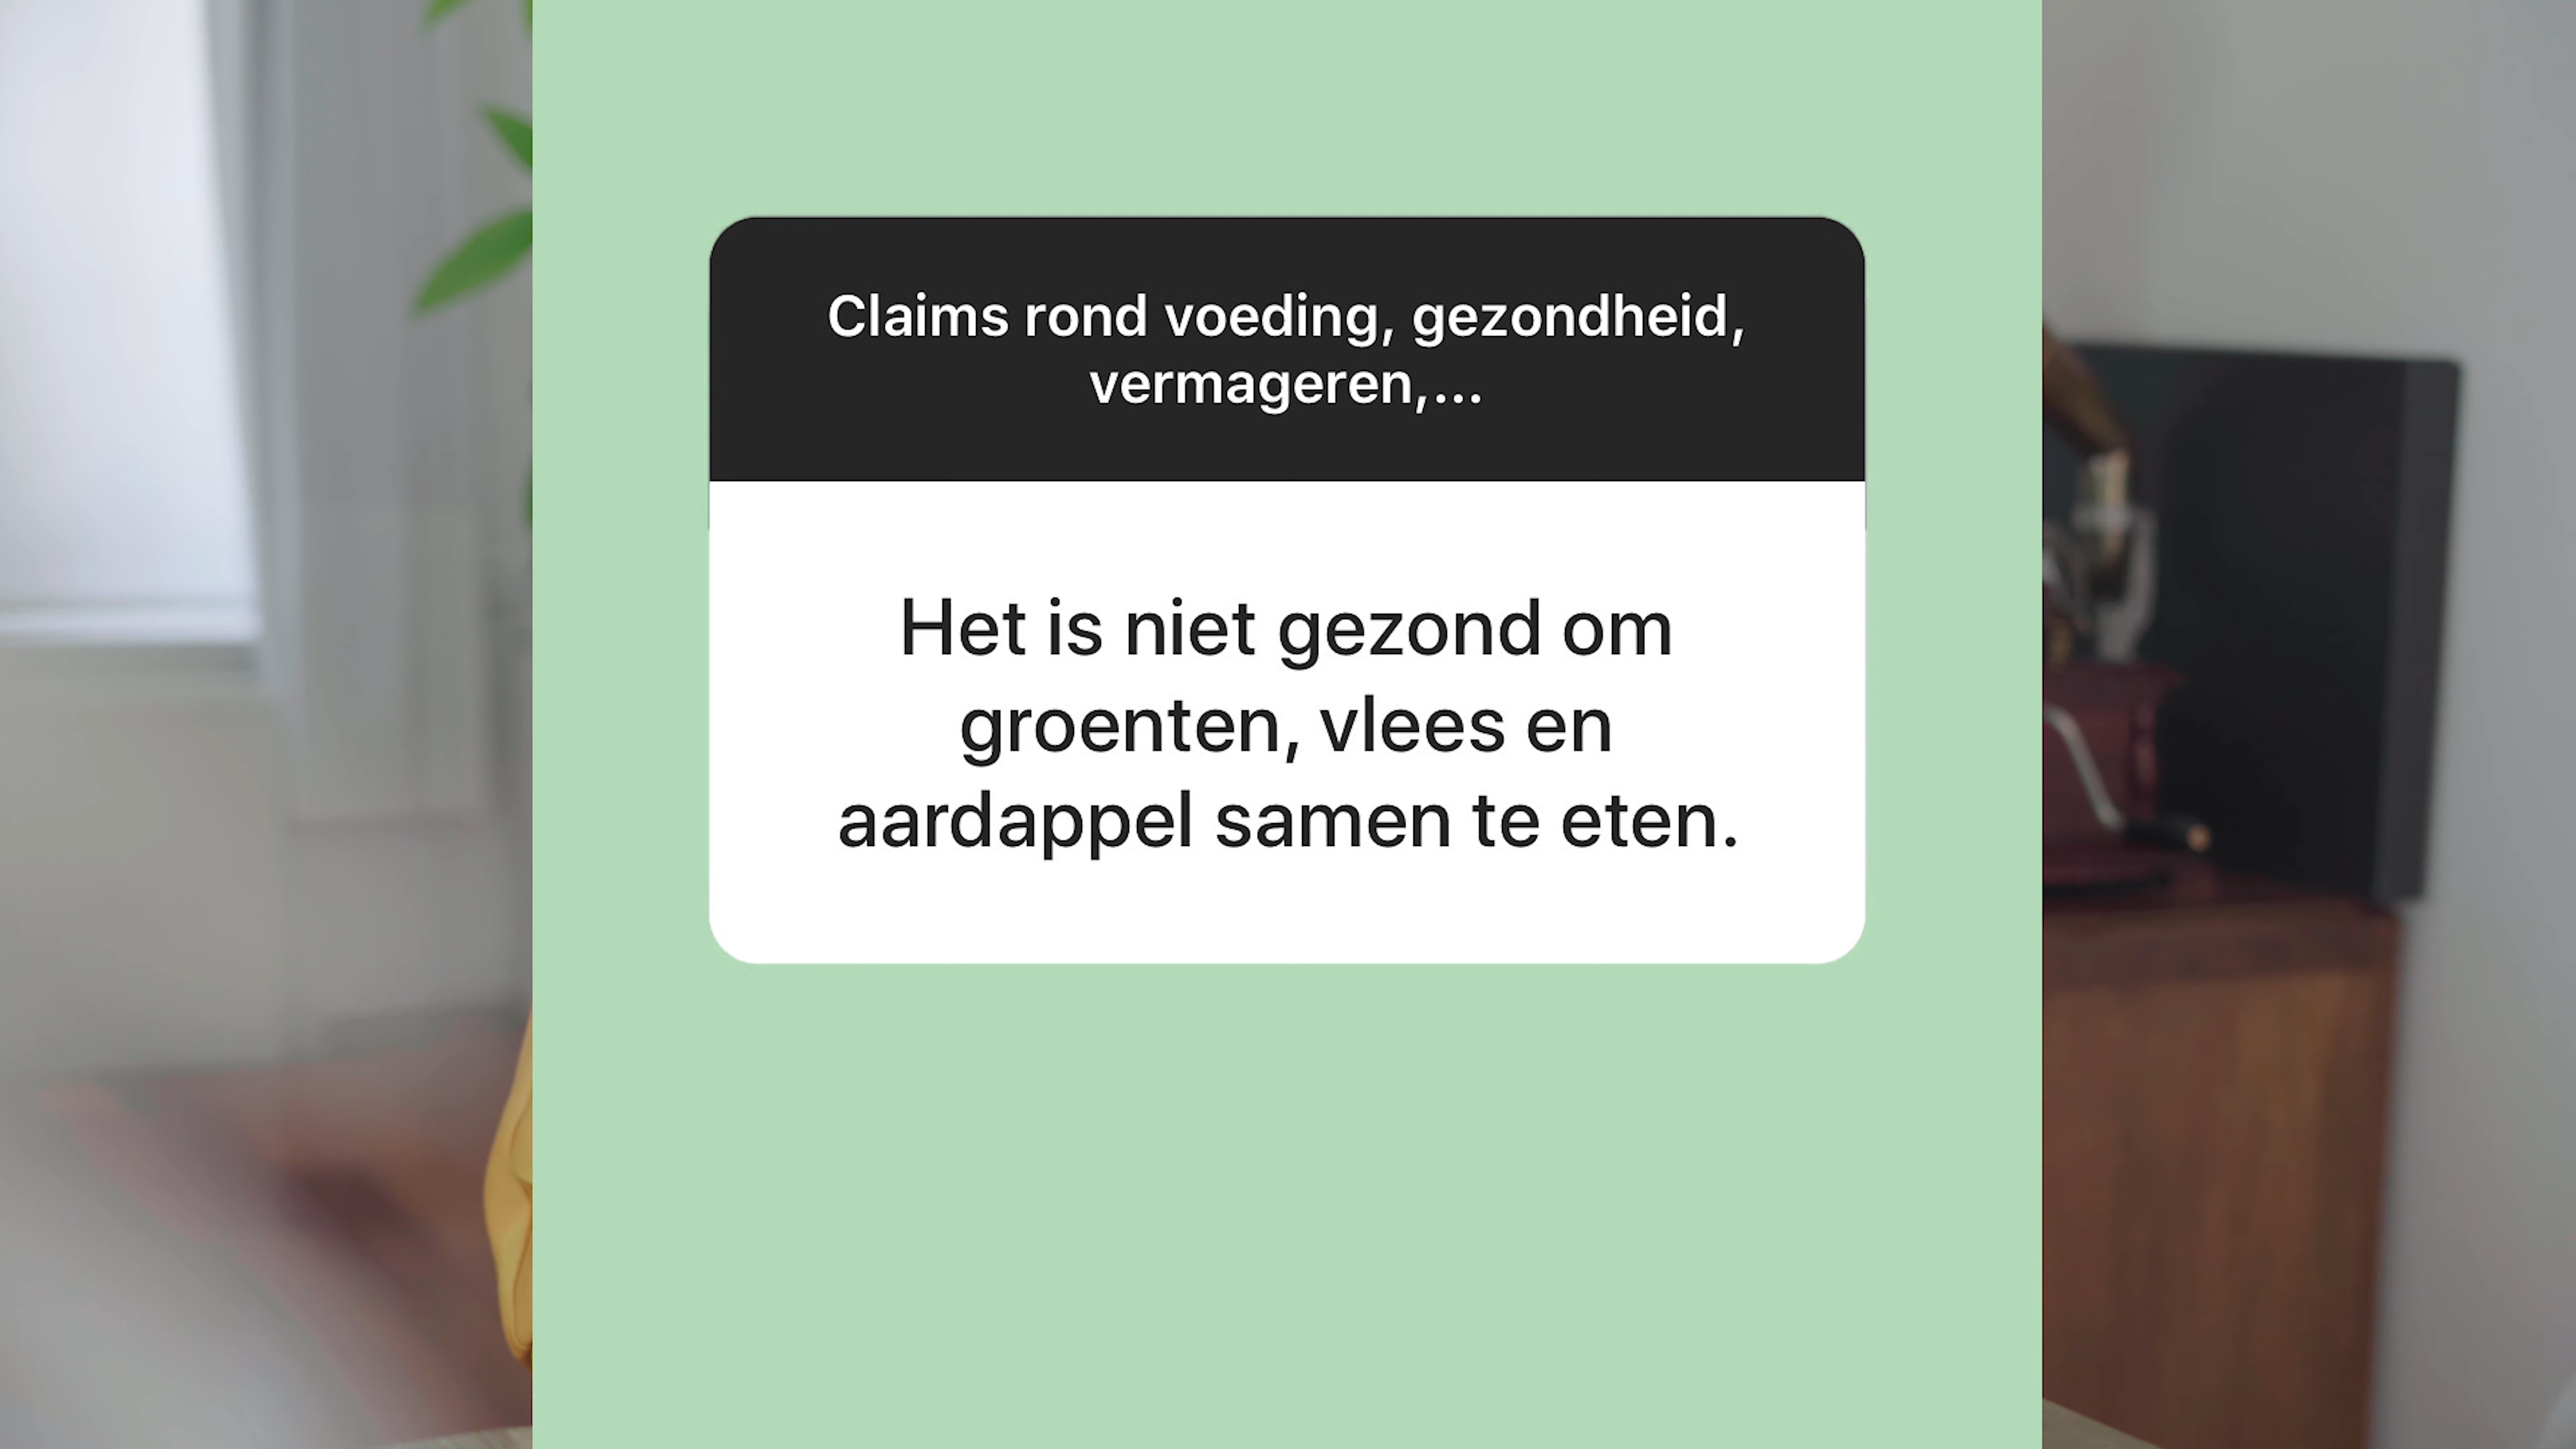 Claims rond voeding, gezondheid,
vermageren,...
Het is niet gezond om
groenten, vlees en
aardappel samen te eten.